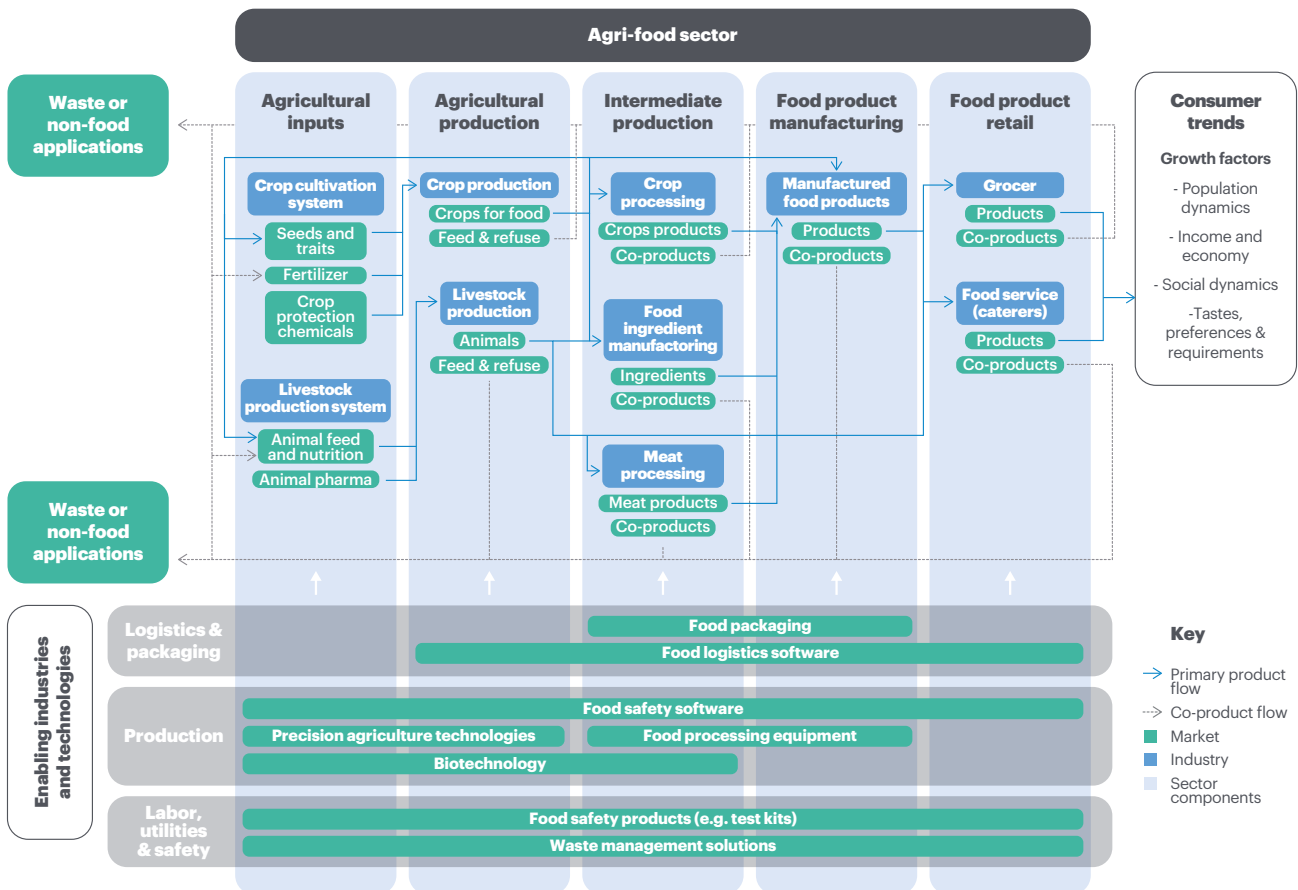 Agri-food sector
Waste or
non-food
applications
Agricultural
inputs
Crop cultivation
system
Seeds and
traits
Fertilizer
Crop
protection
chemicals
Livestock
production system
Animal feed
and nutrition
Animal pharma
Agricultural
production
Crop production
Crops for food
Feed & refuse
Livestock
production
Animals
Feed & refuse
Intermediate
production
Crop
processing
Crops products
Co-products
Food
ingredient
manufactoring
Ingredients
Co-products
Meat
processing
Meat products
Co-products
Food product
manufacturing
Manufactured
food products
Products
Co-products
Food product
retail
Grocer
Products
Co-products
Food service
(caterers)
Products
Co-products
Consumer
trends
Growth factors
- Population
dynamics
- Income and
economy
- Social dynamics
-Tastes,
preferences &
requirements
Waste or
non-food
applications
Enabling industries
and technologies
Logistics &
packaging
Food packaging
Food logistics software
Production
Food safety software
Precision agriculture technologies
Food processing equipment
Biotechnology
Labor,
utilities
& safety
Food safety products (e.g. test kits)
Waste management solutions
Key
Primary product
flow
Co-product flow
Market
Industry
Sector
components